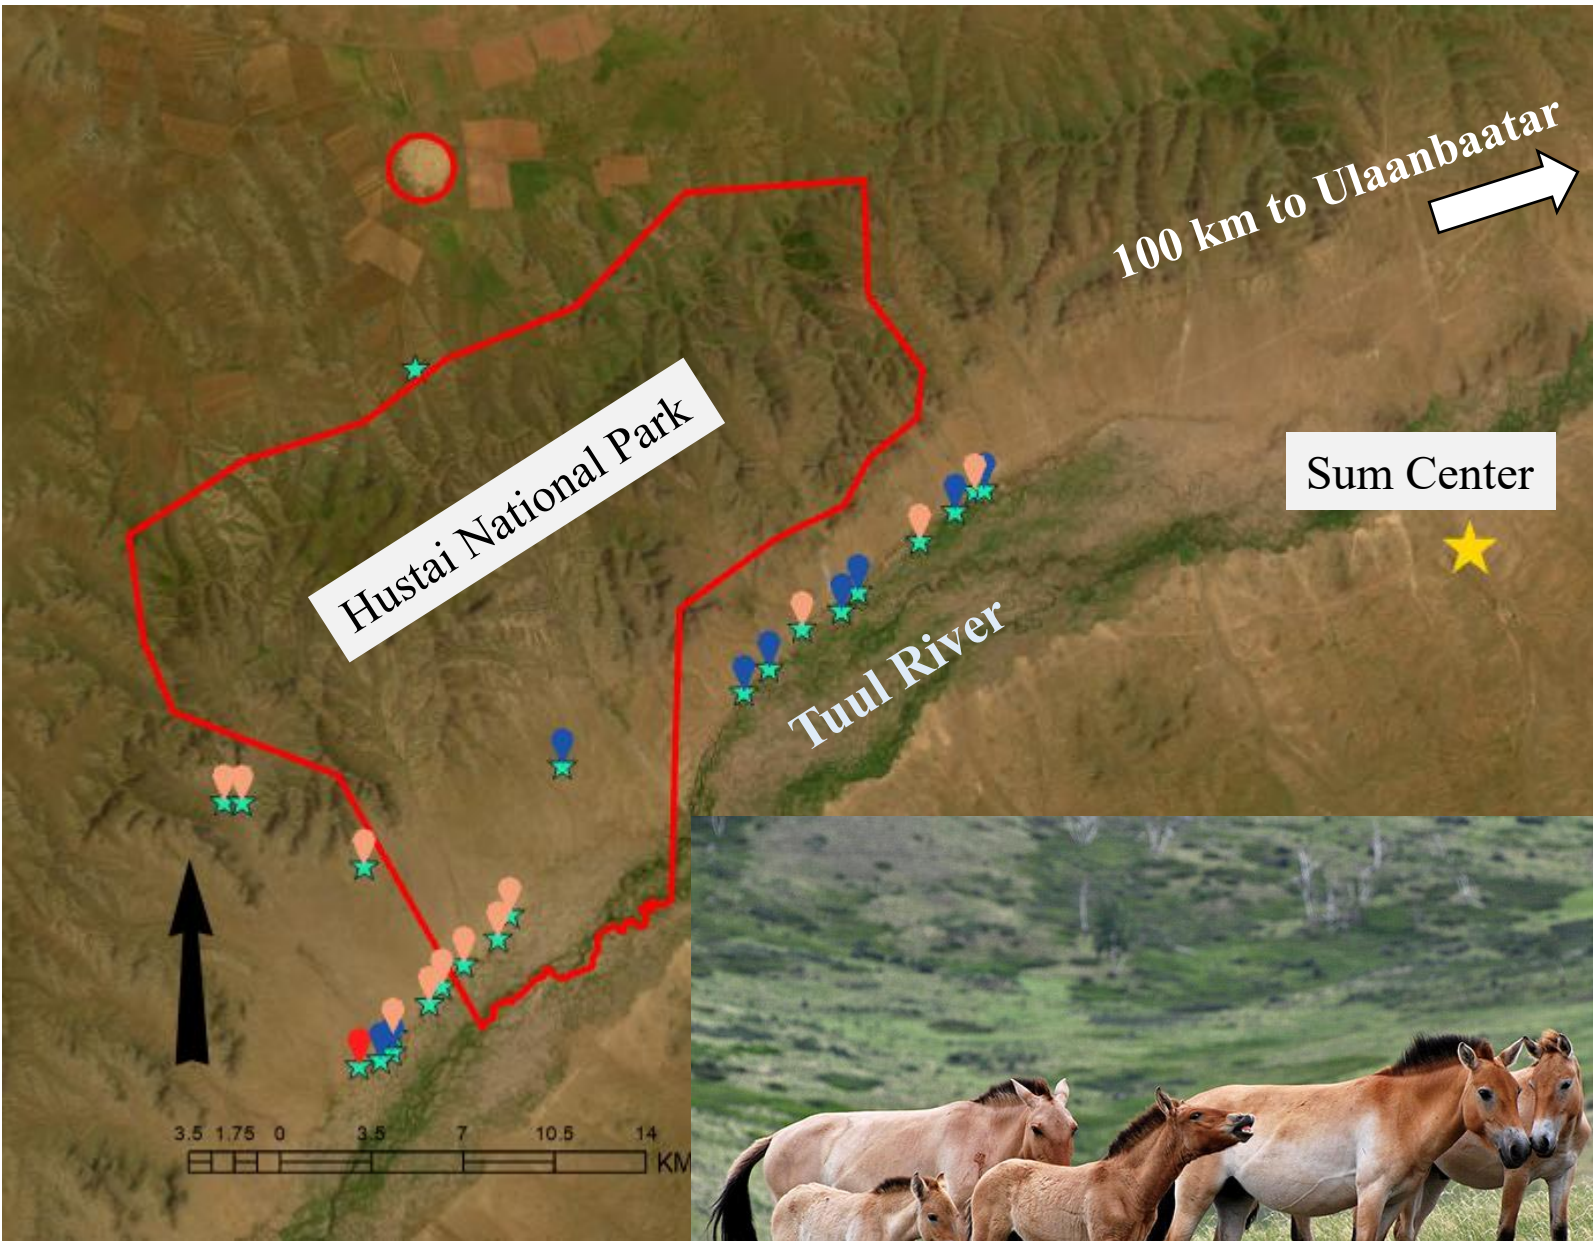 100 km to Ulaanbaatar
Hustai National Park
Sum Center
Tuul River
3.5 1.75 0 3.5 7 10.5 14
KM